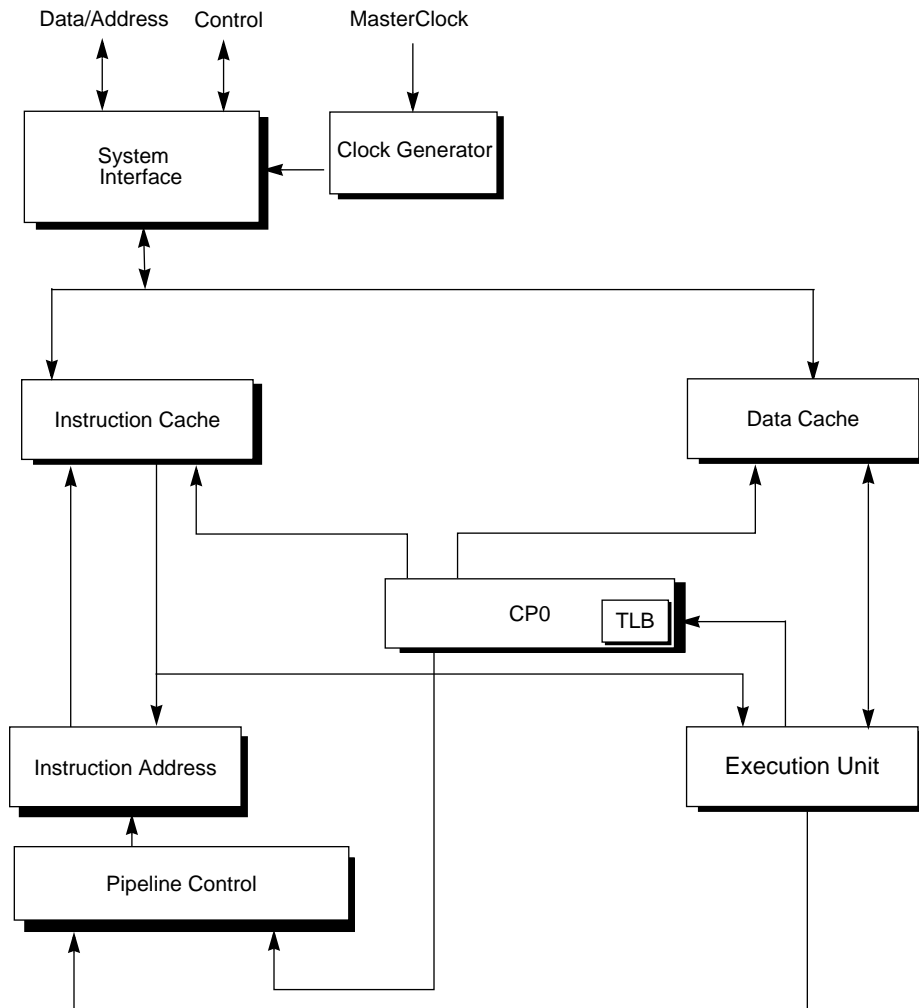 Data/Address
Control
MasterClock
System
Interface
Clock Generator
Instruction Cache
Data Cache
CP0
TLB
Instruction Address
Execution Unit
Pipeline Control